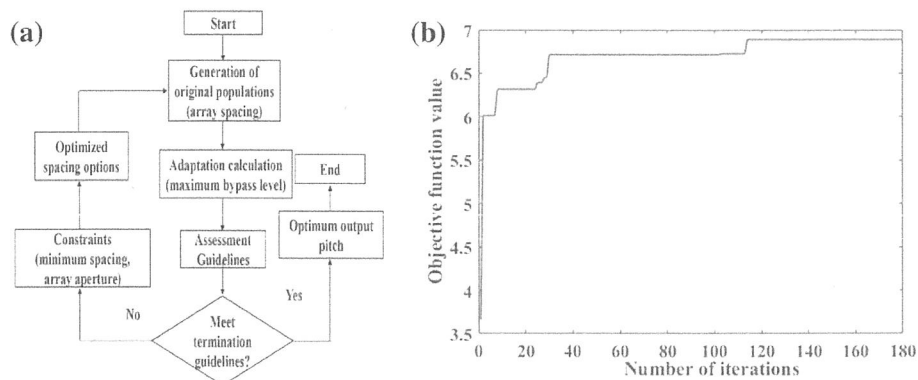 (a)
Start
Generation of
original populations
(array spacing)
Optimized
spacing options
Adaptation calculation
(maximum bypass level)
End
Constraints
(minimum spacing,
array aperture)
Assessment
Guidelines
Optimum output
pitch
No
Yes
Meet
termination
guidelines?
(b)
Objective function value
7
6.5
6
5.5
5
4.5
4
3.5
0 20 40 60 80 100 120 140 160 180
Number of iterations